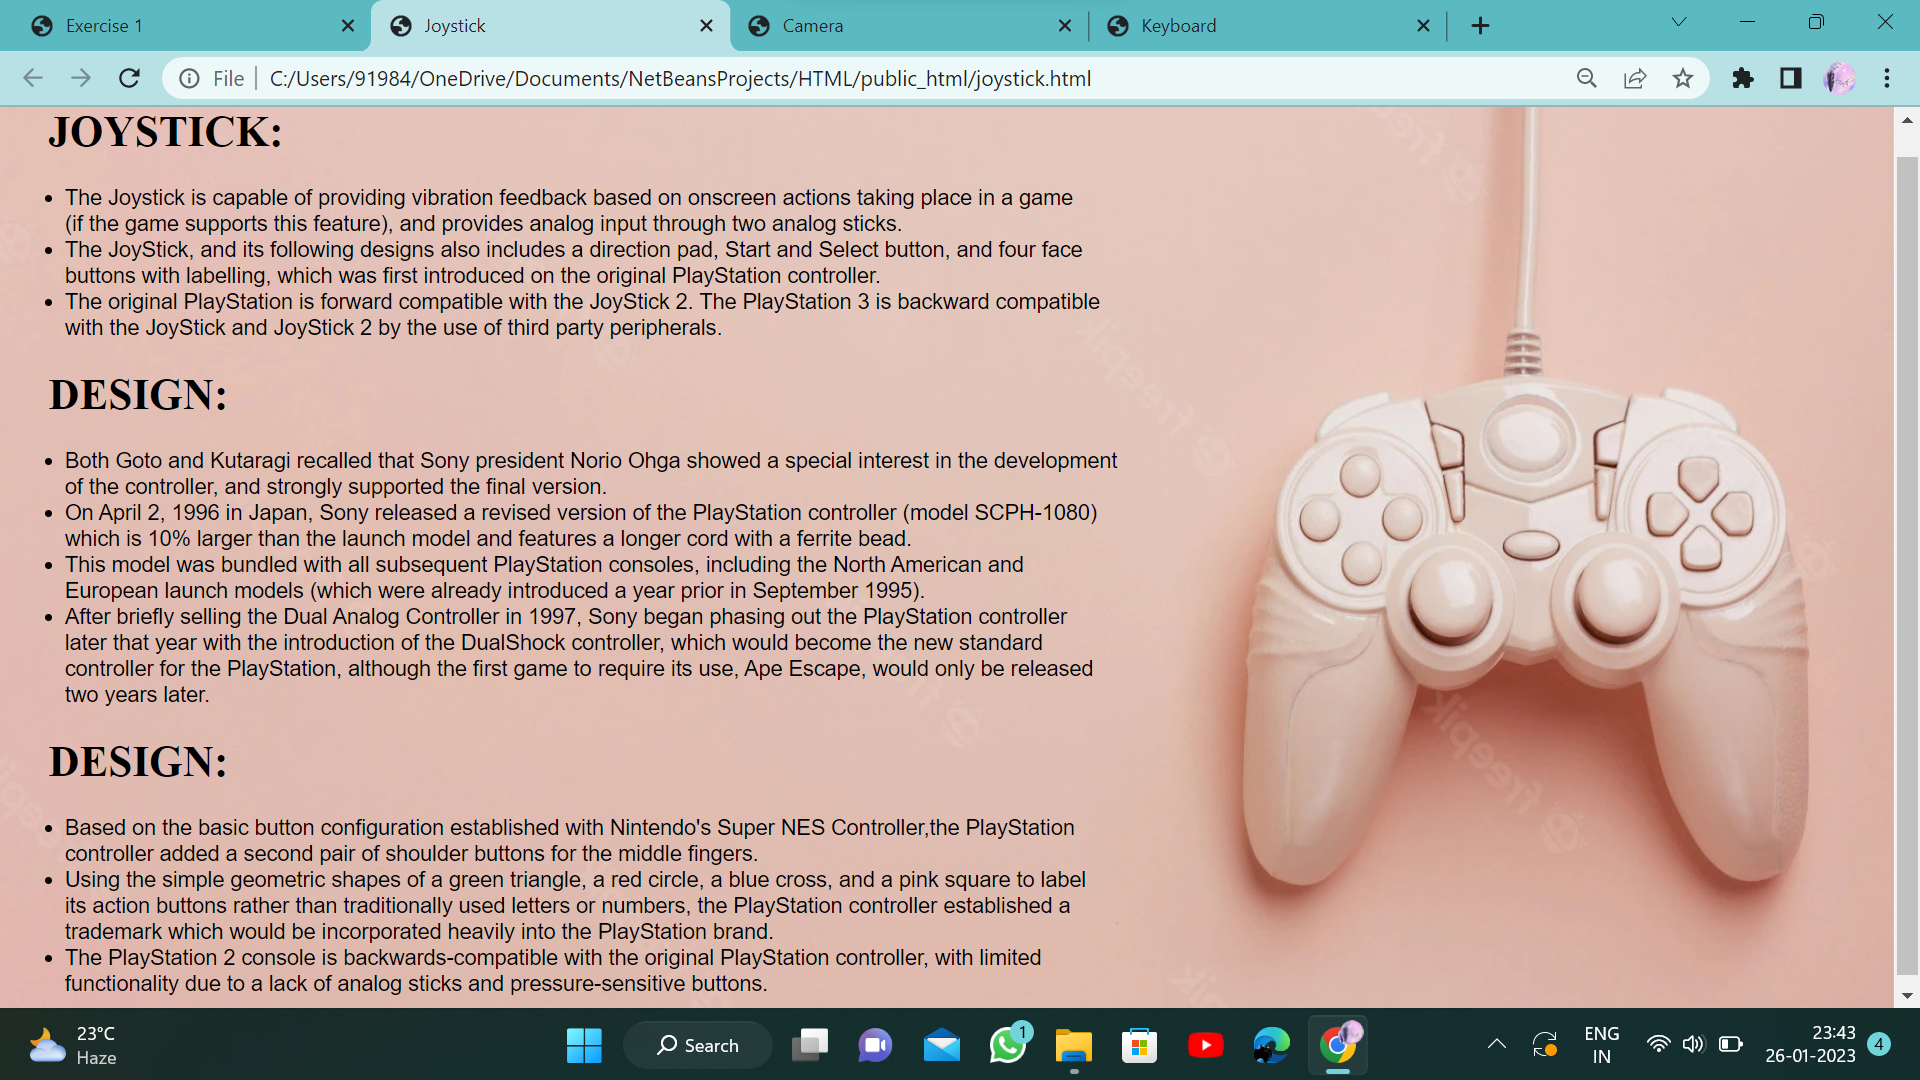 Exercise 1
Joystick
Camera
Keyboard
File
C:/Users/91984/OneDrive/Documents/NetBeansProjects/HTML/public_html/joystick.html
JOYSTICK:
The Joystick is capable of providing vibration feedback based on onscreen actions taking place in a game
(if the game supports this feature), and provides analog input through two analog sticks.
The JoyStick, and its following designs also includes a direction pad, Start and Select button, and four face
buttons with labelling, which was first introduced on the original PlayStation controller.
The original PlayStation is forward compatible with the JoyStick 2. The PlayStation 3 is backward compatible
with the JoyStick and JoyStick 2 by the use of third party peripherals.
DESIGN:
Both Goto and Kutaragi recalled that Sony president Norio Ohga showed a special interest in the development
of the controller, and strongly supported the final version.
On April 2, 1996 in Japan, Sony released a revised version of the PlayStation controller (model SCPH-1080)
which is 10% larger than the launch model and features a longer cord with a ferrite bead.
This model was bundled with all subsequent PlayStation consoles, including the North American and
European launch models (which were already introduced a year prior in September 1995).
After briefly selling the Dual Analog Controller in 1997, Sony began phasing out the PlayStation controller
later that year with the introduction of the DualShock controller, which would become the new standard
controller for the PlayStation, although the first game to require its use, Ape Escape, would only be released
two years later.
DESIGN:
Based on the basic button configuration established with Nintendo's Super NES Controller,the PlayStation
controller added a second pair of shoulder buttons for the middle fingers.
Using the simple geometric shapes of a green triangle, a red circle, a blue cross, and a pink square to label
its action buttons rather than traditionally used letters or numbers, the PlayStation controller established a
trademark which would be incorporated heavily into the PlayStation brand.
The PlayStation 2 console is backwards-compatible with the original PlayStation controller, with limited
functionality due to a lack of analog sticks and pressure-sensitive buttons.
freepik
freepik
23°C
Haze
Search
1
ENG
IN
23:43
26-01-2023
4